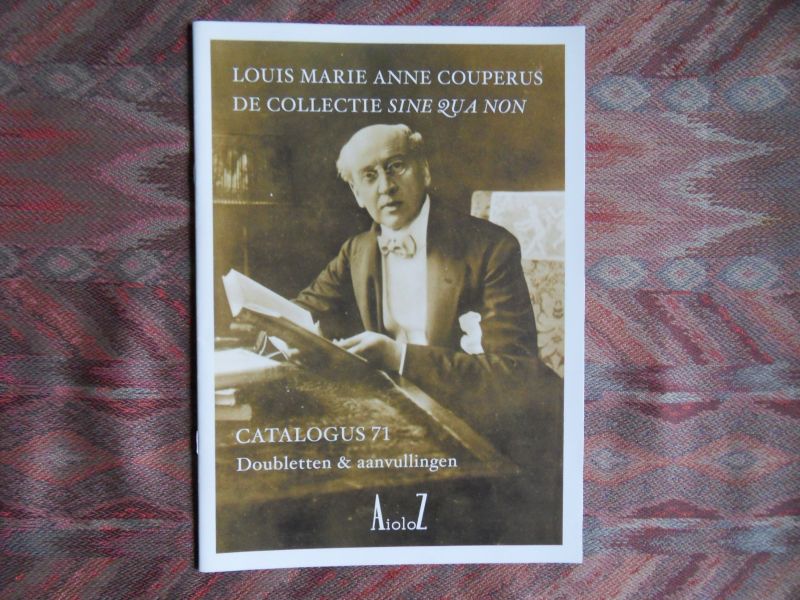 LOUIS MARIE ANNE COUPERUS
DE COLLECTIE SINE QUA NON
CATALOGUS 71
Doubletten & aanvullingen
AioloZ